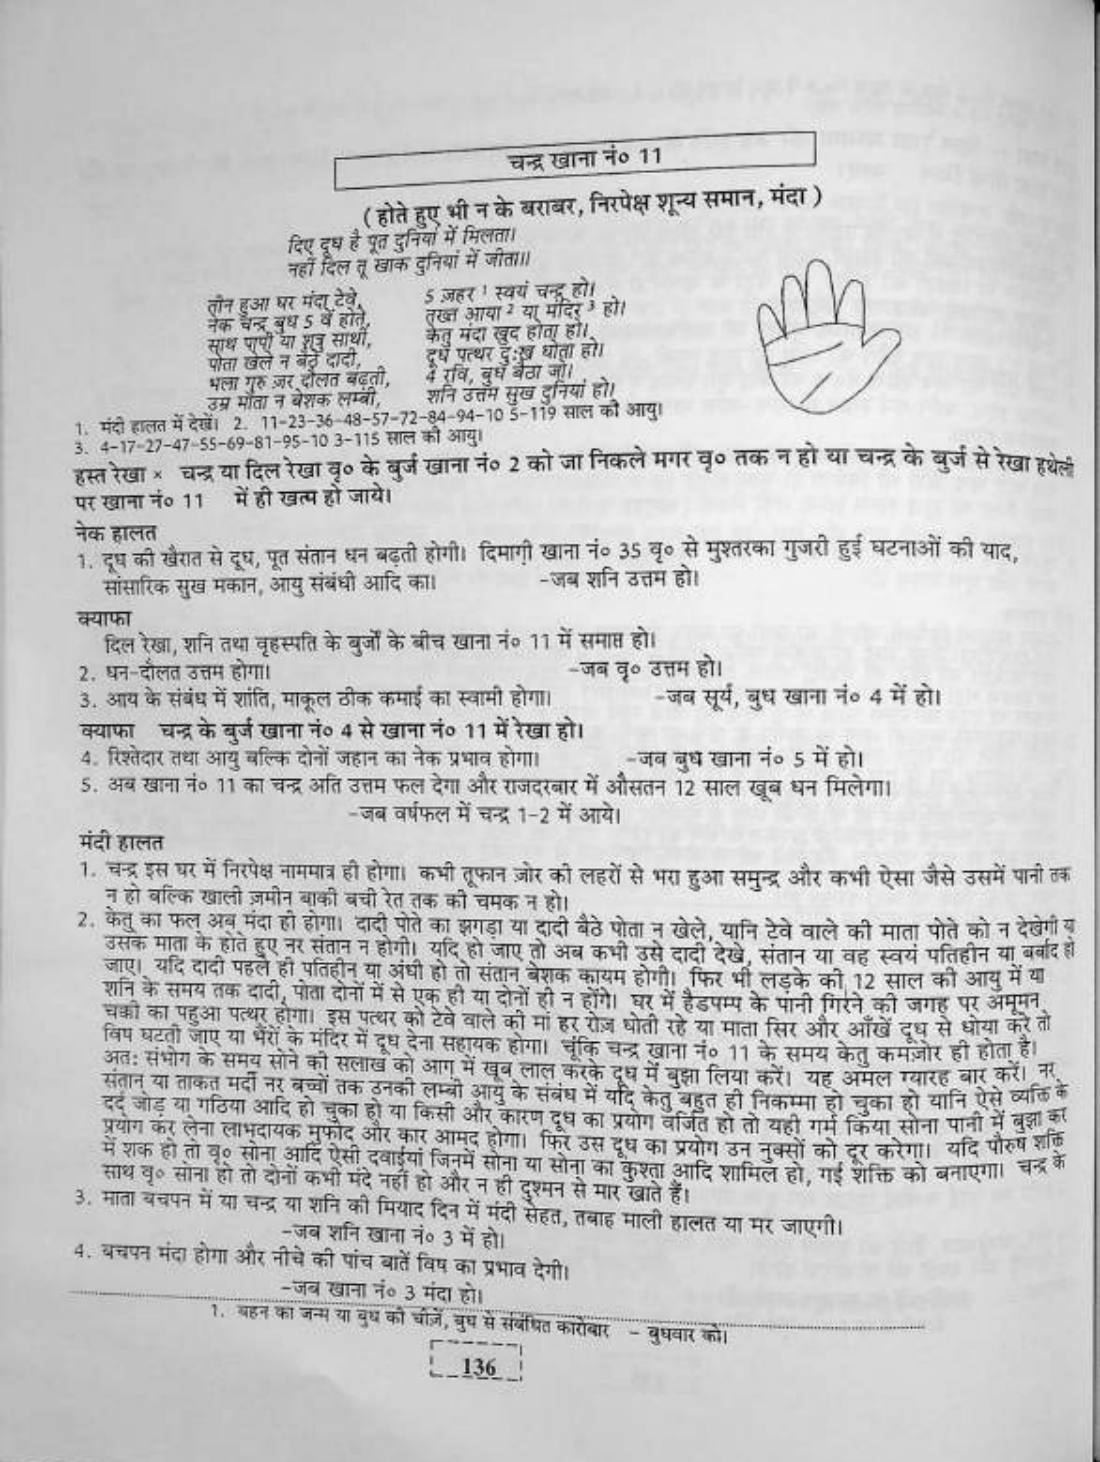 चन्द्र खाना नं० 11
( होते हुए भी न के बराबर, निरपेक्ष शून्य समान, मंदा )
दिए दूध है पूत दुनियां में मिलता।
नहीं दिल तू खाक दुनियां में जीता।।
तीन हुआ घर मंदा टेवे, 5 ज़हर 1 स्वयं चन्द्र हो।
नेक चन्द्र बुध 5 वें होते, तख्त आया 2 या मंदिर 3 हो।
साथ पापी या शत्रु साथी, केतु मंदा खुद होता हो।
पोता खेले न बैठे दादी, दूध पत्थर दुःख धोता हो।
भला गुरु ज़र दौलत बढ़ती, 4 रवि, बुध बैठा जो।
उम्र माता न बेशक लम्बी, शनि उत्तम सुख दुनियां हो।
1. मंदी हालत में देखें। 2. 11-23-36-48-57-72-84-94-10 5-119 साल की आयु।
3. 4-17-27-47-55-69-81-95-10 3-115 साल की आयु।
हस्त रेखा × चन्द्र या दिल रेखा वृ० के बुर्ज खाना नं० 2 को जा निकले मगर वृ० तक न हो या चन्द्र के बुर्ज से रेखा हथेली
पर खाना नं० 11 में ही खत्म हो जाये।
नेक हालत
1. दूध की खैरात से दूध, पूत संतान धन बढ़ती होगी। दिमाग़ी खाना नं० 35 वृ० से मुश्तरका गुजरी हुई घटनाओं की याद,
सांसारिक सुख मकान, आयु संबंधी आदि का। -जब शनि उत्तम हो।
क्याफा
दिल रेखा, शनि तथा वृहस्पति के बुर्जों के बीच खाना नं० 11 में समाप्त हो।
2. धन-दौलत उत्तम होगा। -जब वृ० उत्तम हो।
3. आय के संबंध में शांति, माकूल ठीक कमाई का स्वामी होगा। -जब सूर्य, बुध खाना नं० 4 में हो।
क्याफा चन्द्र के बुर्ज खाना नं० 4 से खाना नं० 11 में रेखा हो।
4. रिश्तेदार तथा आयु बल्कि दोनों जहान का नेक प्रभाव होगा। -जब बुध खाना नं० 5 में हो।
5. अब खाना नं० 11 का चन्द्र अति उत्तम फल देगा और राजदरबार में औसतन 12 साल खूब धन मिलेगा।
-जब वर्षफल में चन्द्र 1-2 में आये।
मंदी हालत
1. चन्द्र इस घर में निरपेक्ष नाममात्र ही होगा। कभी तूफान ज़ोर की लहरों से भरा हुआ समुन्द्र और कभी ऐसा जैसे उसमें पानी तक
न हो बल्कि खाली ज़मीन बाकी बची रेत तक की चमक न हो।
2. केतु का फल अब मंदा ही होगा। दादी पोते का झगड़ा या दादी बैठे पोता न खेले, यानि टेवे वाले की माता पोते को न देखेगी य
उसके माता के होते हुए नर संतान न होगी। यदि हो जाए तो अब कभी उसे दादी देखे, संतान या वह स्वयं पतिहीन या बर्बाद हो
जाए। यदि दादी पहले ही पतिहीन या अंधी हो तो संतान बेशक कायम होगी। फिर भी लड़के की 12 साल की आयु में या
शनि के समय तक दादी, पोता दोनों में से एक ही या दोनों ही न होंगे। घर में हैडपम्प के पानी गिरने की जगह पर अमूमन
चक्की का पहुआ पत्थर होगा। इस पत्थर को टेवे वाले की मां हर रोज़ धोती रहे या माता सिर और आँखें दूध से धोया करे तो
विष घटती जाए या भैरों के मंदिर में दूध देना सहायक होगा। चूंकि चन्द्र खाना नं० 11 के समय केतु कमज़ोर ही होता है।
अतः संभोग के समय सोने की सलाख को आग में खूब लाल करके दूध में बुझा लिया करें। यह अमल ग्यारह बार करें। नर
संतान या ताकत मर्दी नर बच्चों तक उनकी लम्बी आयु के संबंध में यदि केतु बहुत ही निकम्मा हो चुका हो यानि ऐसे व्यक्ति के
दर्द जोड़ या गठिया आदि हो चुका हो या किसी और कारण दूध का प्रयोग वर्जित हो तो यही गर्म किया सोना पानी में बुझा कर
प्रयोग कर लेना लाभदायक मुफीद और कार आमद होगा। फिर उस दूध का प्रयोग उन नुक्सों को दूर करेगा। यदि पौरुष शक्ति
में शक हो तो वृ० सोना आदि ऐसी दवाईयां जिनमें सोना या सोना का कुश्ता आदि शामिल हो, गई शक्ति को बनाएगा। चन्द्र के
साथ वृ० सोना हो तो दोनों कभी मंदे नहीं हो और न ही दुश्मन से मार खाते हैं।
3. माता बचपन में या चन्द्र या शनि की मियाद दिन में मंदी सेहत, तबाह माली हालत या मर जाएगी।
-जब शनि खाना नं० 3 में हो।
4. बचपन मंदा होगा और नीचे की पांच बातें विष का प्रभाव देगी।
-जब खाना नं० 3 मंदा हो।
1. बहन का जन्म या बुध की चीज़ें, बुध से संबंधित कारोबार - बुधवार को।
136